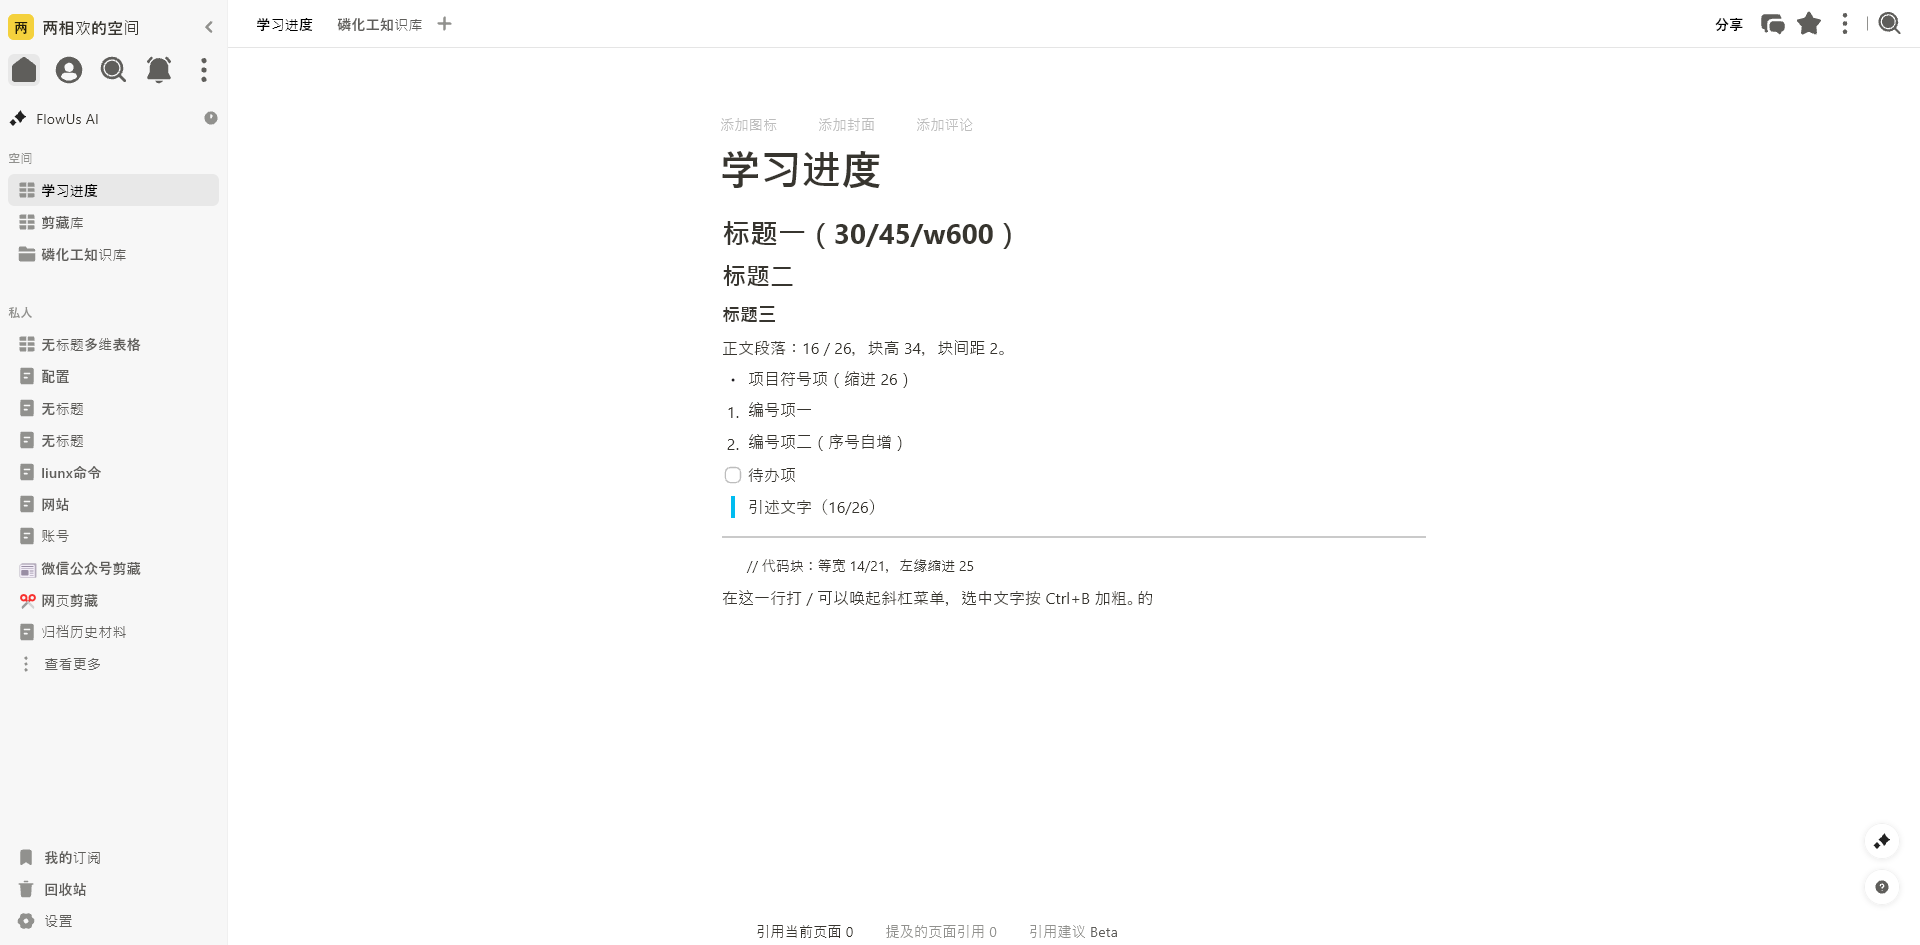 两 两相欢的空间
学习进度 磷化工知识库
分享
FlowUs AI
空间
学习进度
剪藏库
磷化工知识库
私人
无标题多维表格
配置
无标题
无标题
liunx命令
网站
账号
微信公众号剪藏
网页剪藏
归档历史材料
查看更多
我的订阅
回收站
设置
添加图标 添加封面 添加评论
学习进度
标题一（30/45/w600）
标题二
标题三
正文段落：16 / 26，块高 34，块间距 2。
• 项目符号项（缩进 26）
1. 编号项一
2. 编号项二（序号自增）
待办项
引述文字（16/26）
// 代码块：等宽 14/21，左缘缩进 25
在这一行打 / 可以唤起斜杠菜单，选中文字按 Ctrl+B 加粗。的
引用当前页面 0 提及的页面引用 0 引用建议 Beta